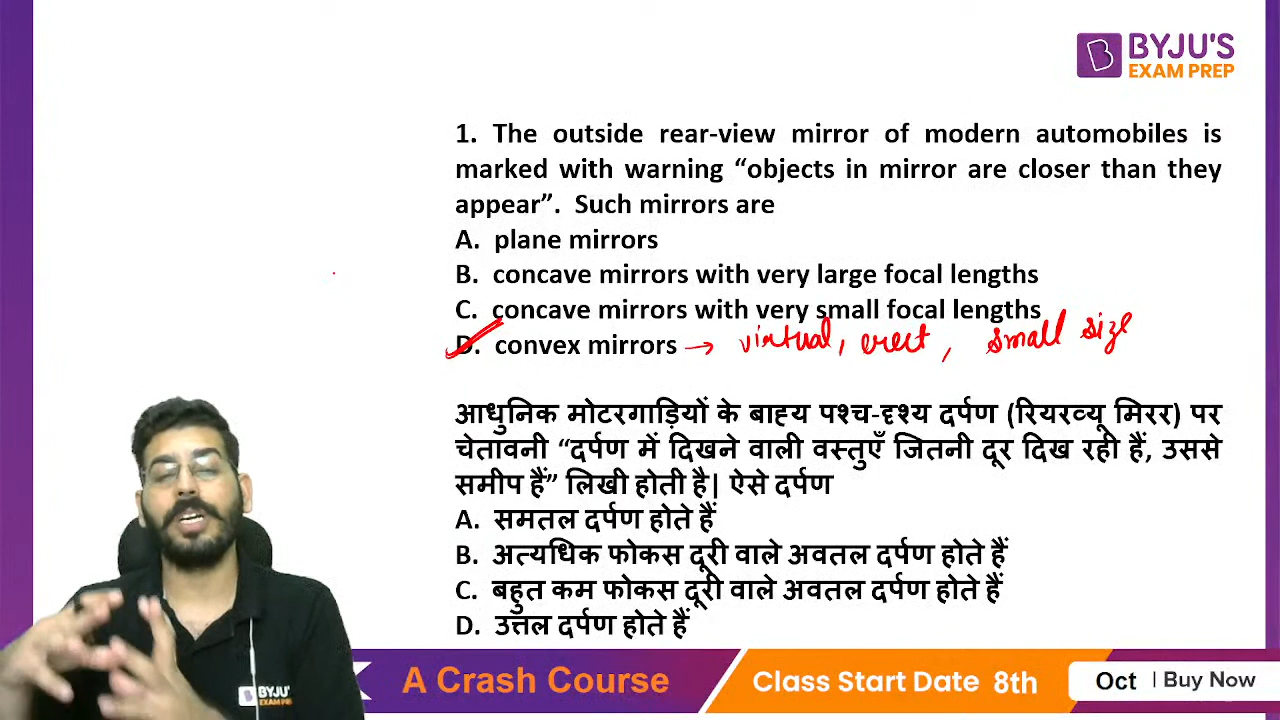 BYJU'S
EXAM PREP
1. The outside rear-view mirror of modern automobiles is
marked with warning “objects in mirror are closer than they
appear”. Such mirrors are
A. plane mirrors
B. concave mirrors with very large focal lengths
C. concave mirrors with very small focal lengths
D. convex mirrors → virtual, erect, small size
आधुनिक मोटरगाड़ियों के बाह्य पश्च-दृश्य दर्पण (रियरव्यू मिरर) पर
चेतावनी “दर्पण में दिखने वाली वस्तुएँ जितनी दूर दिख रही हैं, उससे
समीप हैं” लिखी होती है| ऐसे दर्पण
A. समतल दर्पण होते हैं
B. अत्यधिक फोकस दूरी वाले अवतल दर्पण होते हैं
C. बहुत कम फोकस दूरी वाले अवतल दर्पण होते हैं
D. उत्तल दर्पण होते हैं
BYJU'S
EXAM PREP
A Crash Course
Class Start Date 8th
Oct | Buy Now